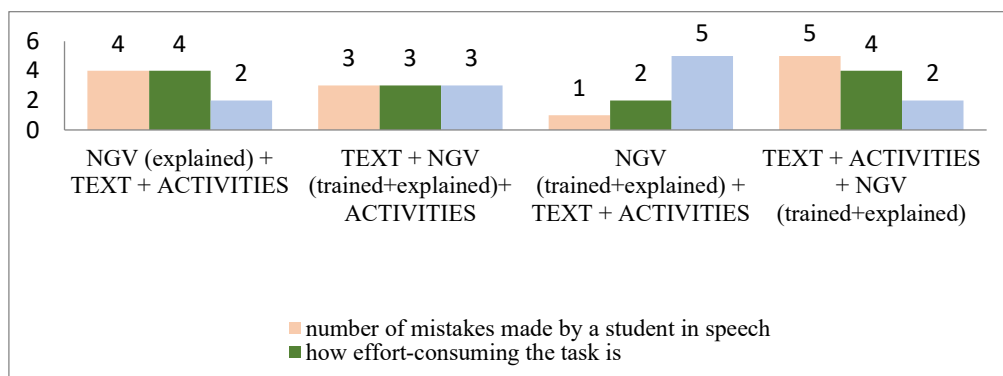 6
4
2
0
4 4 2
3 3 3
1 2 5
5 4 2
NGV (explained) +
TEXT + ACTIVITIES
TEXT + NGV
(trained+explained)+
ACTIVITIES
NGV
(trained+explained) +
TEXT + ACTIVITIES
TEXT + ACTIVITIES
+ NGV
(trained+explained)
number of mistakes made by a student in speech
how effort-consuming the task is